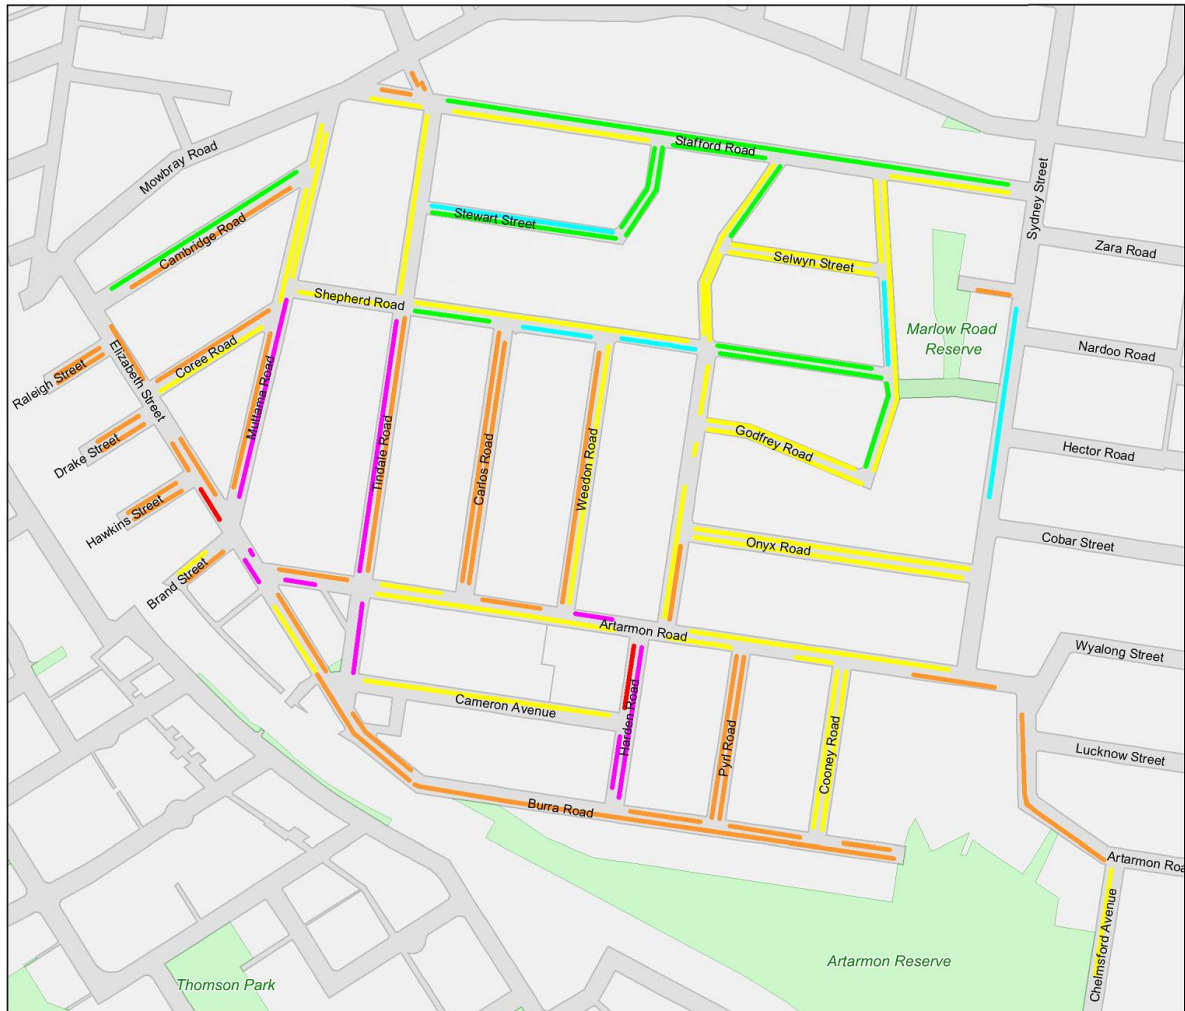 Stafford Road
Mowbray Road
Sydney Street
Stewart Street
Cambridge Road
Zara Road
Selwyn Street
Shepherd Road
Marlow Road
Reserve
Nardoo Road
Coree Road
Elizabeth Street
Raleigh Street
Muttama Road
Tindale Road
Carlos Road
Weedon Road
Godfrey Road
Hector Road
Drake Street
Hawkins Street
Onyx Road
Cobar Street
Brand Street
Artarmon Road
Wyalong Street
Cameron Avenue
Harden Road
Pyrl Road
Cooney Road
Lucknow Street
Burra Road
Artarmon Roa
Chelmsford Avenue
Artarmon Reserve
Thomson Park